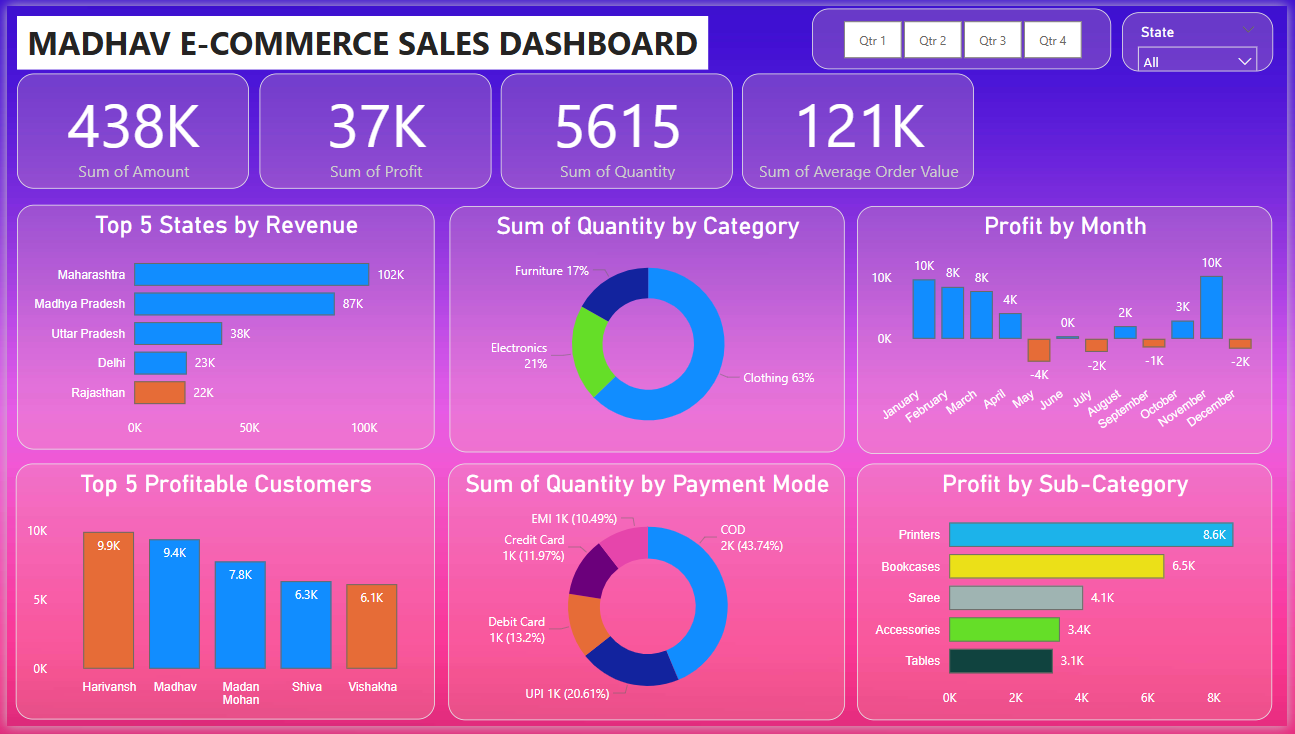 MADHAV E-COMMERCE SALES DASHBOARD
Qtr 1
Qtr 2
Qtr 3
Qtr 4
State
All
438K
Sum of Amount
37K
Sum of Profit
5615
Sum of Quantity
121K
Sum of Average Order Value
Top 5 States by Revenue
Maharashtra
102K
Madhya Pradesh
87K
Uttar Pradesh
38K
Delhi
23K
Rajasthan
22K
0K
50K
100K
Sum of Quantity by Category
Furniture 17%
Electronics
21%
Clothing 63%
Profit by Month
10K
0K
10K
8K
8K
4K
-4K
0K
-2K
2K
-1K
3K
10K
-2K
January
February
March
April
May
June
July
August
September
October
November
December
Top 5 Profitable Customers
10K
5K
0K
9.9K
9.4K
7.8K
6.3K
6.1K
Harivansh
Madhav
Madan
Mohan
Shiva
Vishakha
Sum of Quantity by Payment Mode
EMI 1K (10.49%)
Credit Card
1K (11.97%)
Debit Card
1K (13.2%)
UPI 1K (20.61%)
COD
2K (43.74%)
Profit by Sub-Category
Printers
8.6K
Bookcases
6.5K
Saree
4.1K
Accessories
3.4K
Tables
3.1K
0K
2K
4K
6K
8K